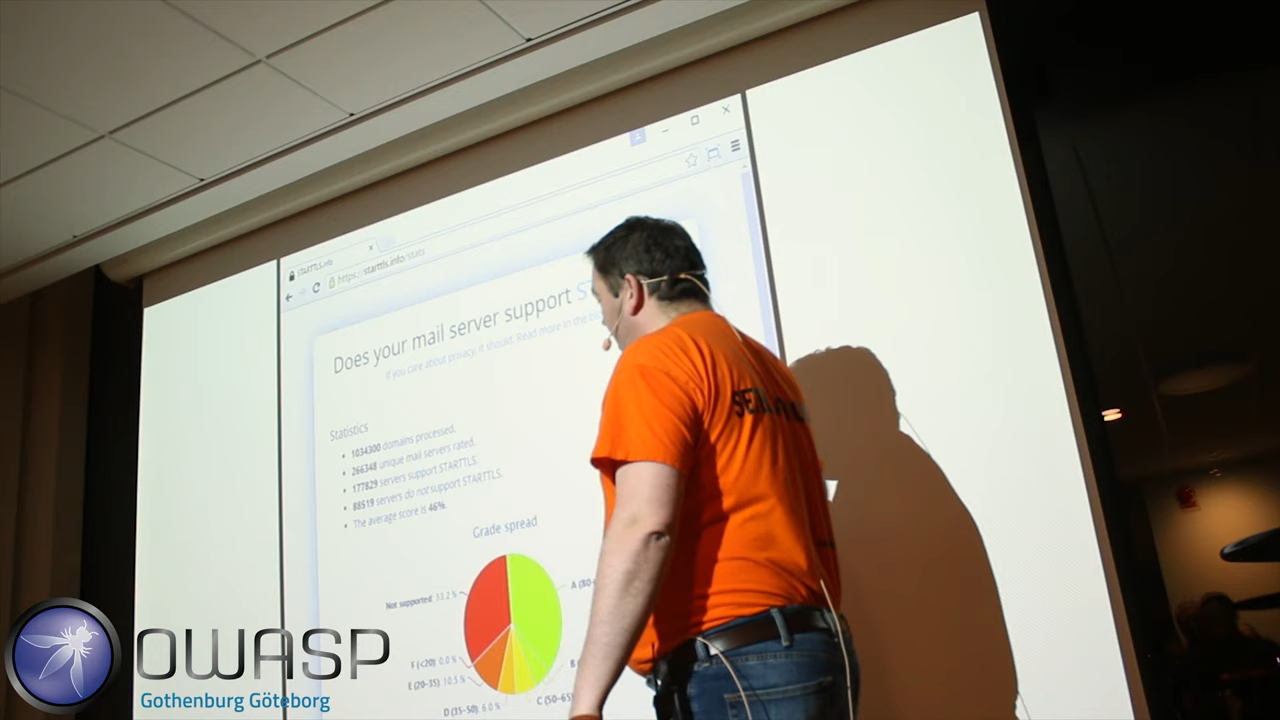 STARTTLS.info
https://starttls.info/stats
Does your mail server support
If you care about privacy, it should. Read more in the
Statistics
1034300 domains processed.
266348 unique mail servers rated.
177829 servers support STARTTLS.
88519 servers do not support STARTTLS.
The average score is 46%.
Grade spread
Not supported 33.2 %
A (80-
F (<20) 0.0 %
B
E (20-35) 10.5 %
C (50-65)
D (35-50) 6.0 %
OWASP
Gothenburg Göteborg